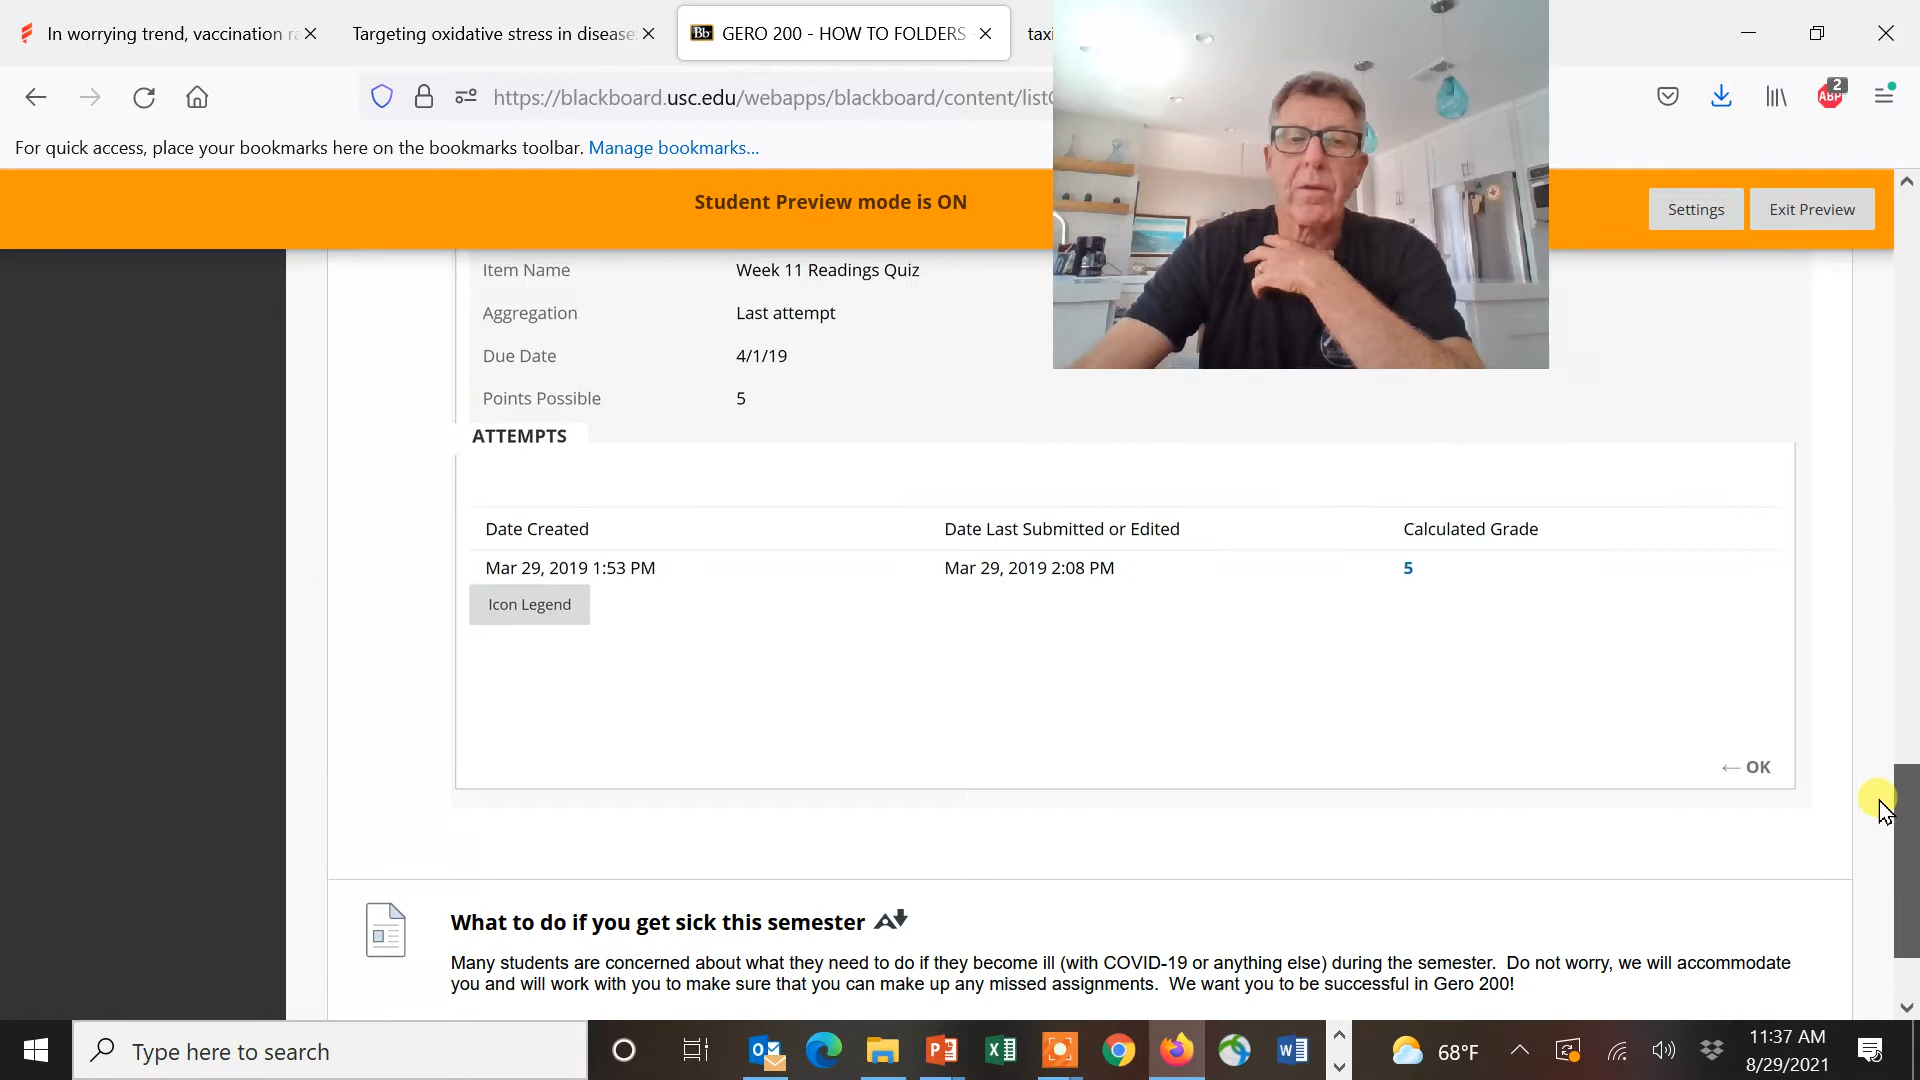 In worrying trend, vaccination ra
Targeting oxidative stress in disease
Bb GERO 200 - HOW TO FOLDERS
taxi
https://blackboard.usc.edu/webapps/blackboard/content/list
ABP 2
For quick access, place your bookmarks here on the bookmarks toolbar. Manage bookmarks...
Student Preview mode is ON
Settings
Exit Preview
Item Name Week 11 Readings Quiz
Aggregation Last attempt
Due Date 4/1/19
Points Possible 5
ATTEMPTS
Date Created Date Last Submitted or Edited Calculated Grade
Mar 29, 2019 1:53 PM Mar 29, 2019 2:08 PM 5
Icon Legend
← OK
What to do if you get sick this semester A
Many students are concerned about what they need to do if they become ill (with COVID-19 or anything else) during the semester. Do not worry, we will accommodate
you and will work with you to make sure that you can make up any missed assignments. We want you to be successful in Gero 200!
Type here to search
68°F
11:37 AM
8/29/2021